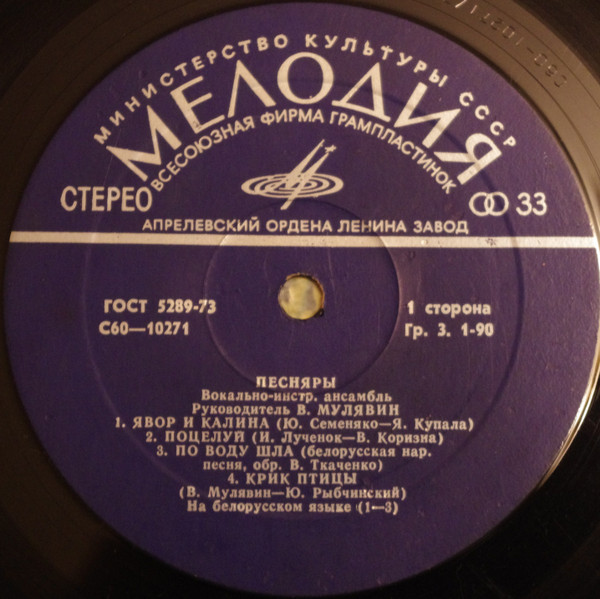 МИНИСТЕРСТВО КУЛЬТУРЫ СССР
МЕЛОДИЯ
ВСЕСОЮЗНАЯ ФИРМА ГРАМПЛАСТИНОК
СТЕРЕО
33
АПРЕЛЕВСКИЙ ОРДЕНА ЛЕНИНА ЗАВОД
ГОСТ 5289-73
С60—10271
1 сторона
Гр. 3. 1-90
ПЕСНЯРЫ
Вокально-инстр. ансамбль
Руководитель В. МУЛЯВИН
1. ЯВОР И КАЛИНА (Ю. Семеняко—Я. Купала)
2. ПОЦЕЛУЙ (И. Лученок—В. Коризна)
3. ПО ВОДУ ШЛА (белорусская нар.
песня, обр. В. Ткаченко)
4. КРИК ПТИЦЫ
(В. Мулявин—Ю. Рыбчинский)
На белорусском языке (1—3)